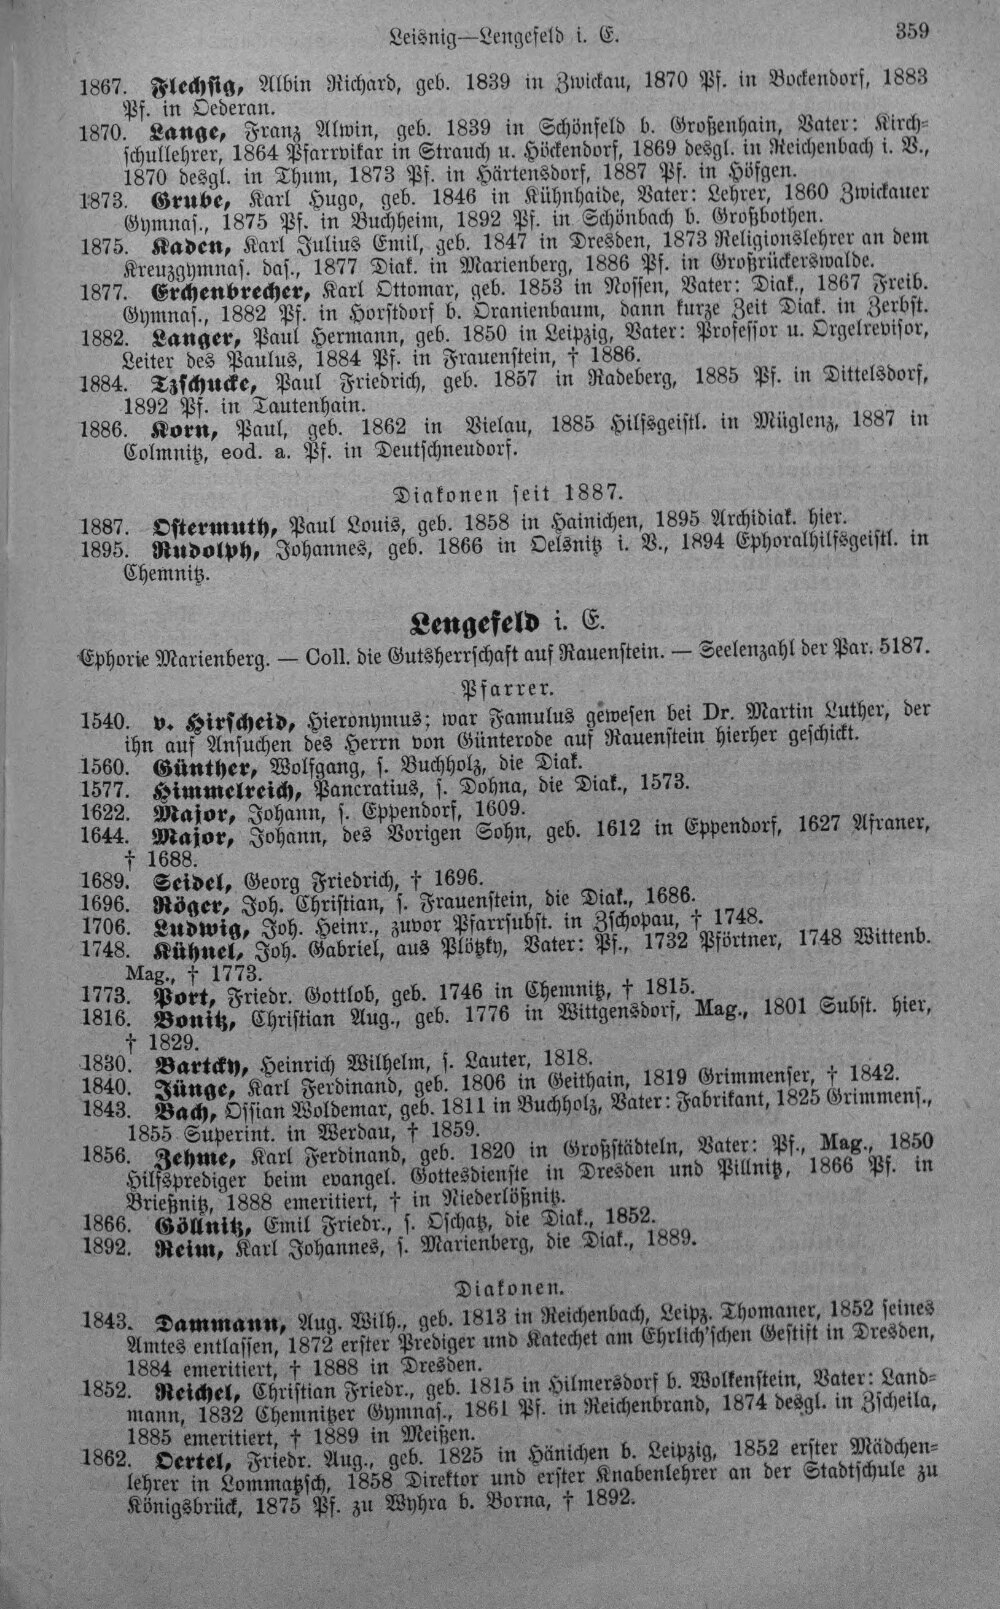 Leisnig—Lengefeld i. E. 359
1867. Flechsig, Albin Richard, geb. 1839 in Zwickau, 1870 Pf. in Bockendorf, 1883
Pf. in Oederan.
1870. Lange, Franz Alwin, geb. 1839 in Schönfeld b. Großenhain, Vater: Kirch-
schullehrer, 1864 Pfarrvikar in Strauch u. Höckendorf, 1869 desgl. in Reichenbach i. V.,
1870 desgl. in Thum, 1873 Pf. in Härtensdorf, 1887 Pf. in Höfgen.
1873. Grube, Karl Hugo, geb. 1846 in Kühnhaide, Vater: Lehrer, 1860 Zwickauer
Gymnas., 1875 Pf. in Buchheim, 1892 Pf. in Schönbach b. Großbothen.
1875. Kaden, Karl Julius Emil, geb. 1847 in Dresden, 1873 Religionslehrer an dem
Kreuzgymnas. das., 1877 Diak. in Marienberg, 1886 Pf. in Großrückerswalde.
1877. Erchenbrecher, Karl Ottomar, geb. 1853 in Nossen, Vater: Diak., 1867 Freib.
Gymnas., 1882 Pf. in Horstdorf b. Oranienbaum, dann kurze Zeit Diak. in Zerbst.
1882. Langer, Paul Hermann, geb. 1850 in Leipzig, Vater: Professor u. Orgelrevisor,
Leiter des Paulus, 1884 Pf. in Frauenstein, † 1886.
1884. Tzschucke, Paul Friedrich, geb. 1857 in Radeberg, 1885 Pf. in Dittelsdorf,
1892 Pf. in Tautenhain.
1886. Korn, Paul, geb. 1862 in Vielau, 1885 Hilfsgeistl. in Müglenz, 1887 in
Colmnitz, eod. a. Pf. in Deutschneudorf.
Diakonen seit 1887.
1887. Ostermuth, Paul Louis, geb. 1858 in Hainichen, 1895 Archidiak. hier.
1895. Rudolph, Johannes, geb. 1866 in Oelsnitz i. V., 1894 Ephoralhilfsgeistl. in
Chemnitz.
Lengefeld i. E.
Ephorie Marienberg. — Coll. die Gutsherrschaft auf Rauenstein. — Seelenzahl der Par. 5187.
Pfarrer.
1540. v. Hirscheid, Hieronymus; war Famulus gewesen bei Dr. Martin Luther, der
ihn auf Ansuchen des Herrn von Günterode auf Rauenstein hierher geschickt.
1560. Günther, Wolfgang, s. Buchholz, die Diak.
1577. Himmelreich, Pancratius, s. Dohna, die Diak., 1573.
1622. Major, Johann, s. Eppendorf, 1609.
1644. Major, Johann, des Vorigen Sohn, geb. 1612 in Eppendorf, 1627 Afraner,
† 1688.
1689. Seidel, Georg Friedrich, † 1696.
1696. Röger, Joh. Christian, s. Frauenstein, die Diak., 1686.
1706. Ludwig, Joh. Heinr., zuvor Pfarrsubst. in Zschopau, † 1748.
1748. Kühnel, Joh. Gabriel, aus Plötzky, Vater: Pf., 1732 Pförtner, 1748 Wittenb.
Mag., † 1773.
1773. Port, Friedr. Gottlob, geb. 1746 in Chemnitz, † 1815.
1816. Bonitz, Christian Aug., geb. 1776 in Wittgensdorf, Mag., 1801 Subst. hier,
† 1829.
1830. Bartcky, Heinrich Wilhelm, s. Lauter, 1818.
1840. Jünge, Karl Ferdinand, geb. 1806 in Geithain, 1819 Grimmenser, † 1842.
1843. Bach, Ossian Woldemar, geb. 1811 in Buchholz, Vater: Fabrikant, 1825 Grimmens.,
1855 Superint. in Werdau, † 1859.
1856. Zehme, Karl Ferdinand, geb. 1820 in Großstädteln, Vater: Pf., Mag., 1850
Hilfsprediger beim evangel. Gottesdienste in Dresden und Pillnitz, 1866 Pf. in
Brießnitz, 1888 emeritiert, † in Niederlößnitz.
1866. Göllnitz, Emil Friedr., s. Oschatz, die Diak., 1852.
1892. Reim, Karl Johannes, s. Marienberg, die Diak., 1889.
Diakonen.
1843. Dammann, Aug. Wilh., geb. 1813 in Reichenbach, Leipz. Thomaner, 1852 seines
Amtes entlassen, 1872 erster Prediger und Katechet am Ehrlich'schen Gestift in Dresden,
1884 emeritiert, † 1888 in Dresden.
1852. Reichel, Christian Friedr., geb. 1815 in Hilmersdorf b. Wolkenstein, Vater: Land-
mann, 1832 Chemnitzer Gymnas., 1861 Pf. in Reichenbrand, 1874 desgl. in Zscheila,
1885 emeritiert, † 1889 in Meißen.
1862. Oertel, Friedr. Aug., geb. 1825 in Hänichen b. Leipzig, 1852 erster Mädchen-
lehrer in Lommatzsch, 1858 Direktor und erster Knabenlehrer an der Stadtschule zu
Königsbrück, 1875 Pf. zu Wyhra b. Borna, † 1892.